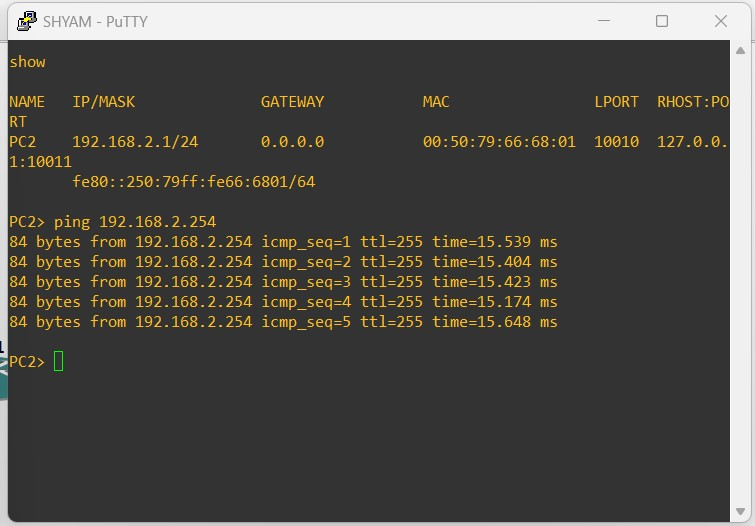 SHYAM - PuTTY
show
NAME IP/MASK GATEWAY MAC LPORT RHOST:PO
RT
PC2 192.168.2.1/24 0.0.0.0 00:50:79:66:68:01 10010 127.0.0.
1:10011
fe80::250:79ff:fe66:6801/64
PC2> ping 192.168.2.254
84 bytes from 192.168.2.254 icmp_seq=1 ttl=255 time=15.539 ms
84 bytes from 192.168.2.254 icmp_seq=2 ttl=255 time=15.404 ms
84 bytes from 192.168.2.254 icmp_seq=3 ttl=255 time=15.423 ms
84 bytes from 192.168.2.254 icmp_seq=4 ttl=255 time=15.174 ms
84 bytes from 192.168.2.254 icmp_seq=5 ttl=255 time=15.648 ms
PC2>